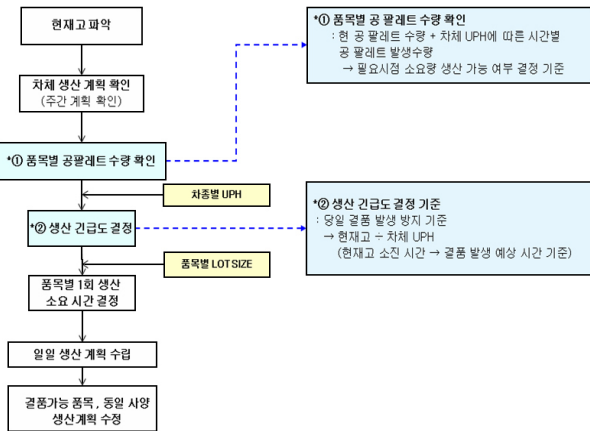 현재고 파악
차체 생산 계획 확인
(주간 계획 확인)
*① 품목별 공팔레트 수량 확인
차종별 UPH
*② 생산 긴급도 결정
품목별 LOT SIZE
품목별 1회 생산
소요 시간 결정
일일 생산 계획 수립
결품가능 품목 , 동일 사양
생산계획 수정
*① 품목별 공 팔레트 수량 확인
: 현 공 팔레트 수량 + 차체 UPH에 따른 시간별
공 팔레트 발생수량
→ 필요시점 소요량 생산 가능 여부 결정 기준
*② 생산 긴급도 결정 기준
: 당일 결품 발생 방지 기준
→ 현재고 ÷ 차체 UPH
(현재고 소진 시간 → 결품 발생 예상 시간 기준)